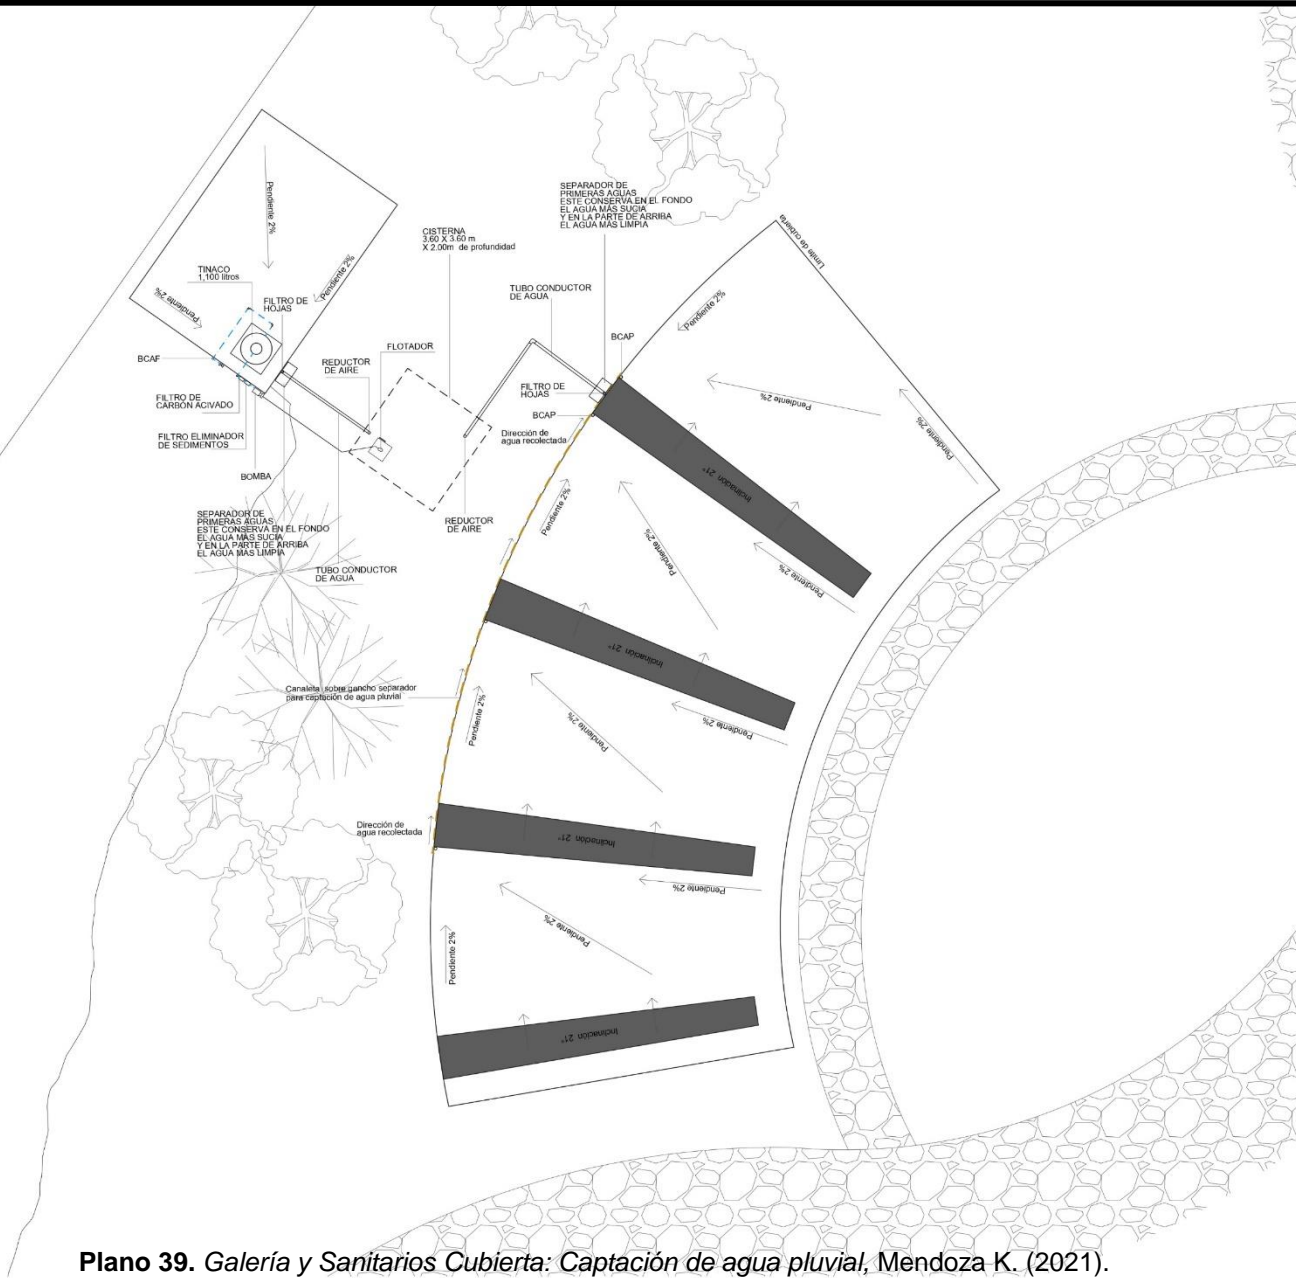 SEPARADOR DE
PRIMERAS AGUAS
ESTE CONSERVA EN EL FONDO
EL AGUA MÁS SUCIA
Y EN LA PARTE DE ARRIBA
EL AGUA MÁS LIMPIA
Límite de cubierta
CISTERNA
3.60 X 3.60 m
X 2.00m de profundidad
Pendiente 2%
TINACO
1,100 litros
Pendiente 2%
Pendiente 2%
FILTRO DE
HOJAS
TUBO CONDUCTOR
DE AGUA
Pendiente 2%
BCAP
BCAF
REDUCTOR
DE AIRE
FLOTADOR
FILTRO DE
HOJAS
BCAP
Pendiente 2%
Pendiente 2%
FILTRO DE
CARBÓN ACIVADO
FILTRO ELIMINADOR
DE SEDIMENTOS
Dirección de
agua recolectada
BOMBA
Inclinación 21°
SEPARADOR DE
PRIMERAS AGUAS
ESTE CONSERVA EN EL FONDO
EL AGUA MÁS SUCIA
Y EN LA PARTE DE ARRIBA
EL AGUA MÁS LIMPIA
REDUCTOR
DE AIRE
Pendiente 2%
Pendiente 2%
Pendiente 2%
TUBO CONDUCTOR
DE AGUA
Inclinación 21°
Canaleta sobre gancho separador
para captación de agua pluvial
Pendiente 2%
Pendiente 2%
Pendiente 2%
Dirección de
agua recolectada
Inclinación 21°
Pendiente 2%
Pendiente 2%
Pendiente 2%
Inclinación 21°
Plano 39. Galería y Sanitarios Cubierta: Captación de agua pluvial, Mendoza K. (2021).